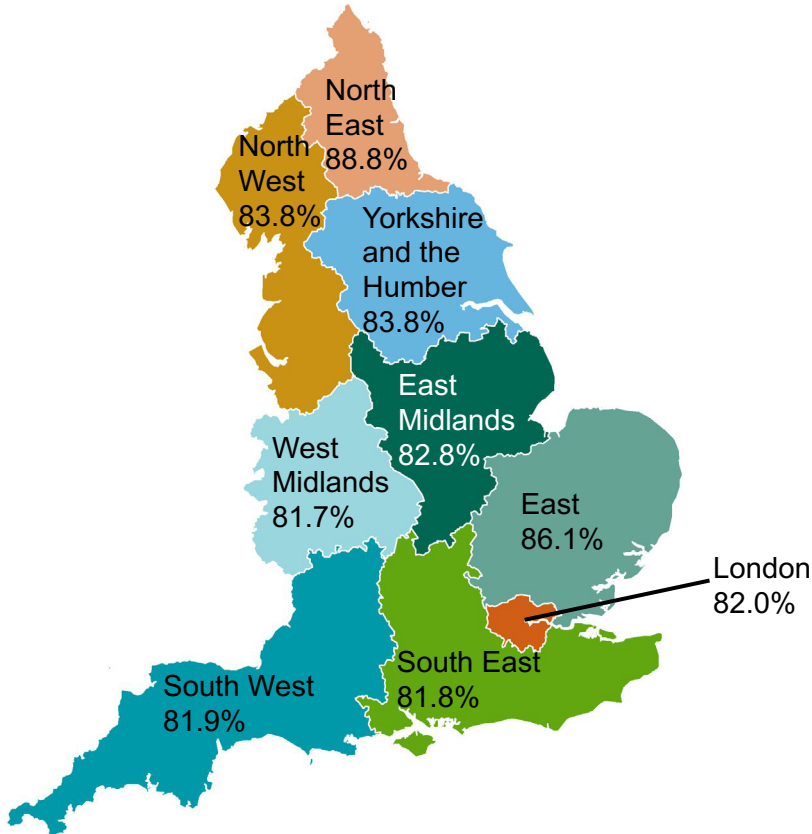 North
East
88.8%
North
West
83.8%
Yorkshire
and the
Humber
83.8%
East
Midlands
82.8%
West
Midlands
81.7%
East
86.1%
London
82.0%
South East
81.8%
South West
81.9%